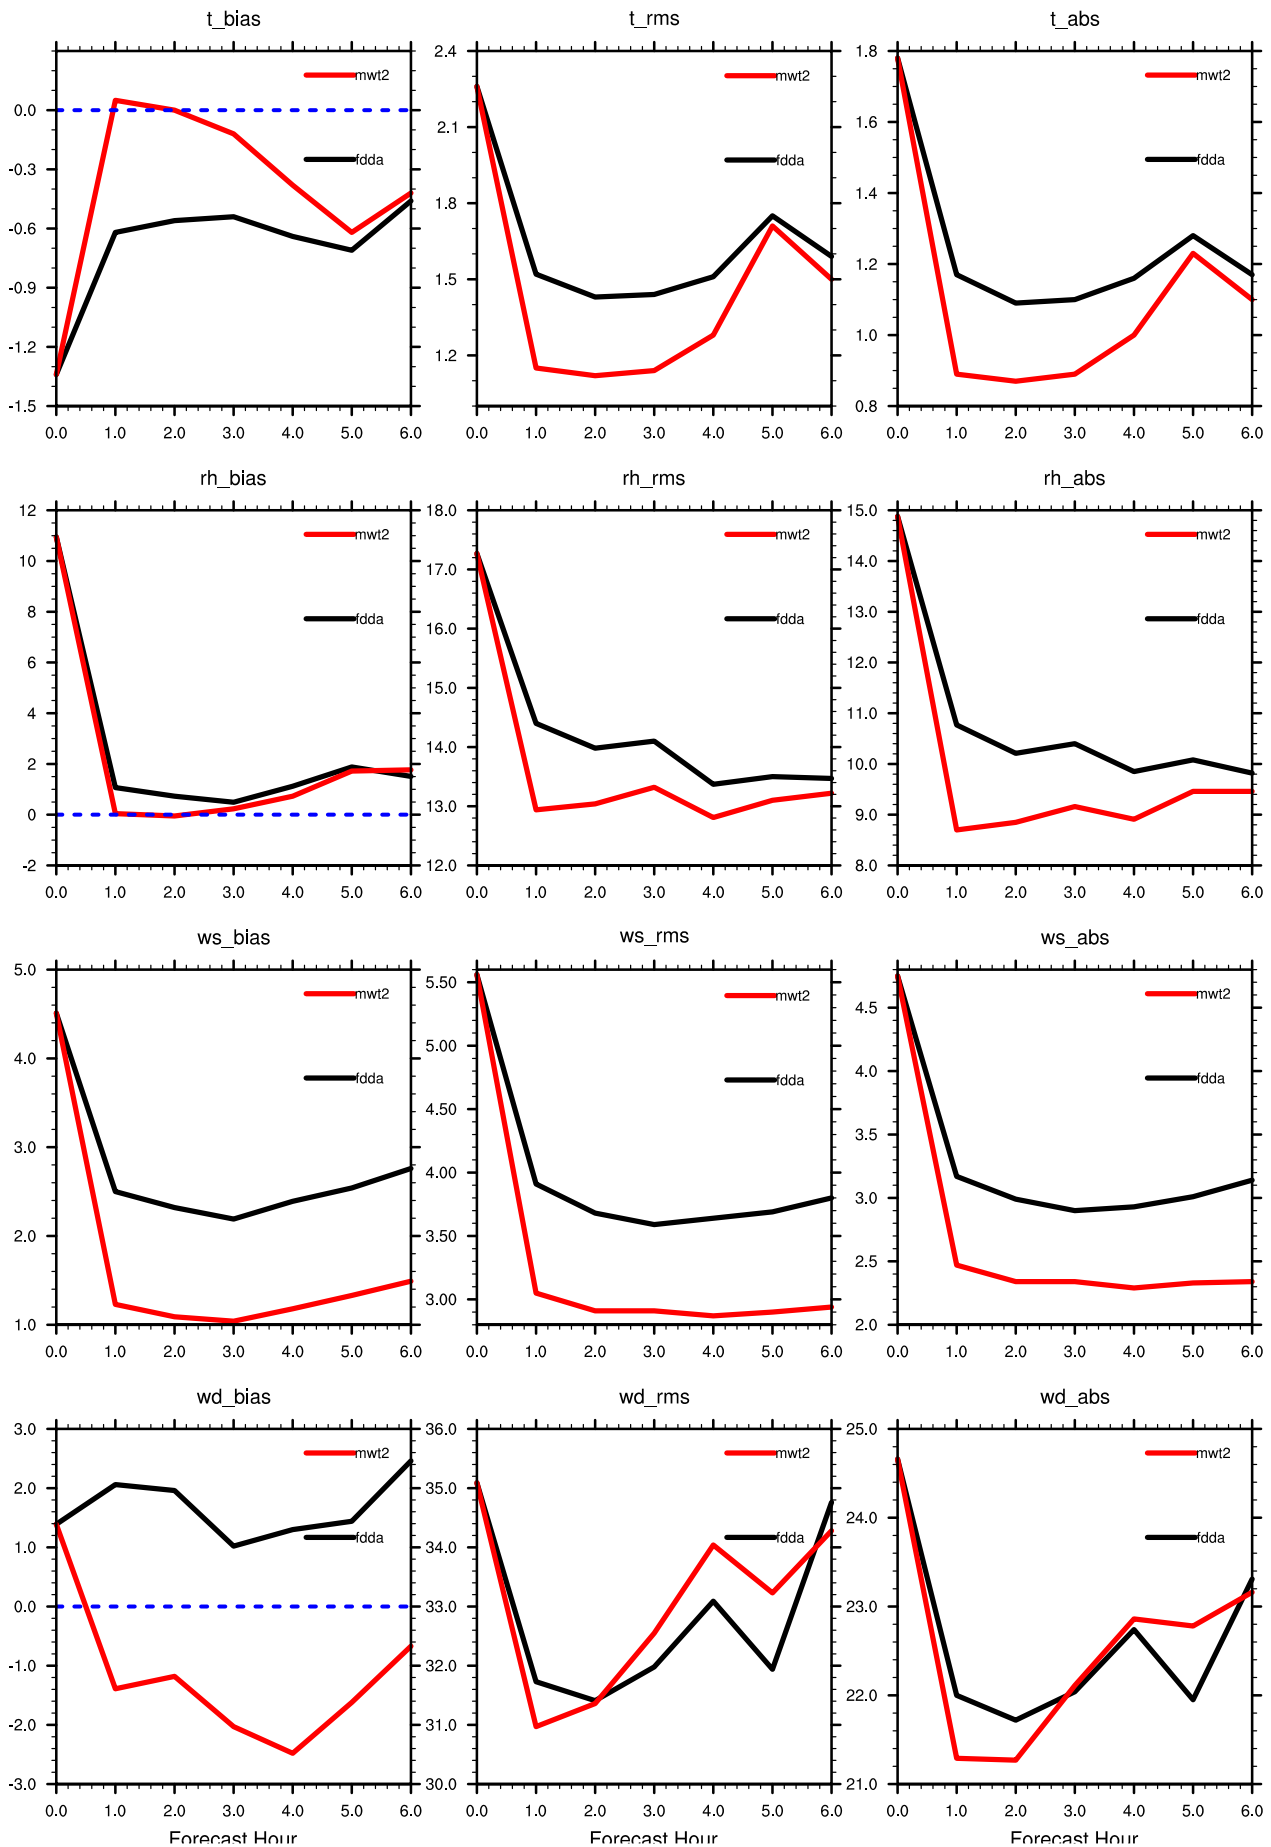 t_bias t_rms t_abs
mwt2 mwt2 mwt2
fdda fdda fdda
0.0 -0.3 -0.6 -0.9 -1.2 -1.5
2.4 2.1 1.8 1.5 1.2
1.8 1.6 1.4 1.2 1.0 0.8
0.0 1.0 2.0 3.0 4.0 5.0 6.0 0.0 1.0 2.0 3.0 4.0 5.0 6.0 0.0 1.0 2.0 3.0 4.0 5.0 6.0
rh_bias rh_rms rh_abs
mwt2 mwt2 mwt2
fdda fdda fdda
12 10 8 6 4 2 0 -2
18.0 17.0 16.0 15.0 14.0 13.0 12.0
15.0 14.0 13.0 12.0 11.0 10.0 9.0 8.0
0.0 1.0 2.0 3.0 4.0 5.0 6.0 0.0 1.0 2.0 3.0 4.0 5.0 6.0 0.0 1.0 2.0 3.0 4.0 5.0 6.0
ws_bias ws_rms ws_abs
mwt2 mwt2 mwt2
fdda fdda fdda
5.0 4.0 3.0 2.0 1.0
5.50 5.00 4.50 4.00 3.50 3.00
4.5 4.0 3.5 3.0 2.5 2.0
0.0 1.0 2.0 3.0 4.0 5.0 6.0 0.0 1.0 2.0 3.0 4.0 5.0 6.0 0.0 1.0 2.0 3.0 4.0 5.0 6.0
wd_bias wd_rms wd_abs
mwt2 mwt2 mwt2
fdda fdda fdda
3.0 2.0 1.0 0.0 -1.0 -2.0 -3.0
36.0 35.0 34.0 33.0 32.0 31.0 30.0
25.0 24.0 23.0 22.0 21.0
0.0 1.0 2.0 3.0 4.0 5.0 6.0 0.0 1.0 2.0 3.0 4.0 5.0 6.0 0.0 1.0 2.0 3.0 4.0 5.0 6.0
Forecast Hour Forecast Hour Forecast Hour